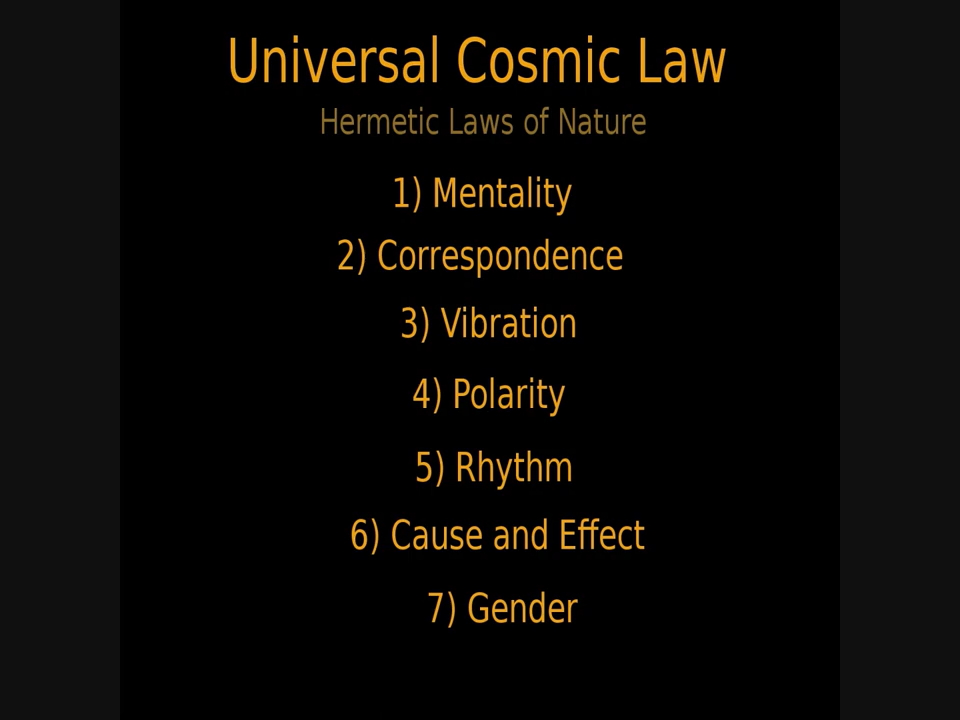 Universal Cosmic Law
Hermetic Laws of Nature
1) Mentality
2) Correspondence
3) Vibration
4) Polarity
5) Rhythm
6) Cause and Effect
7) Gender